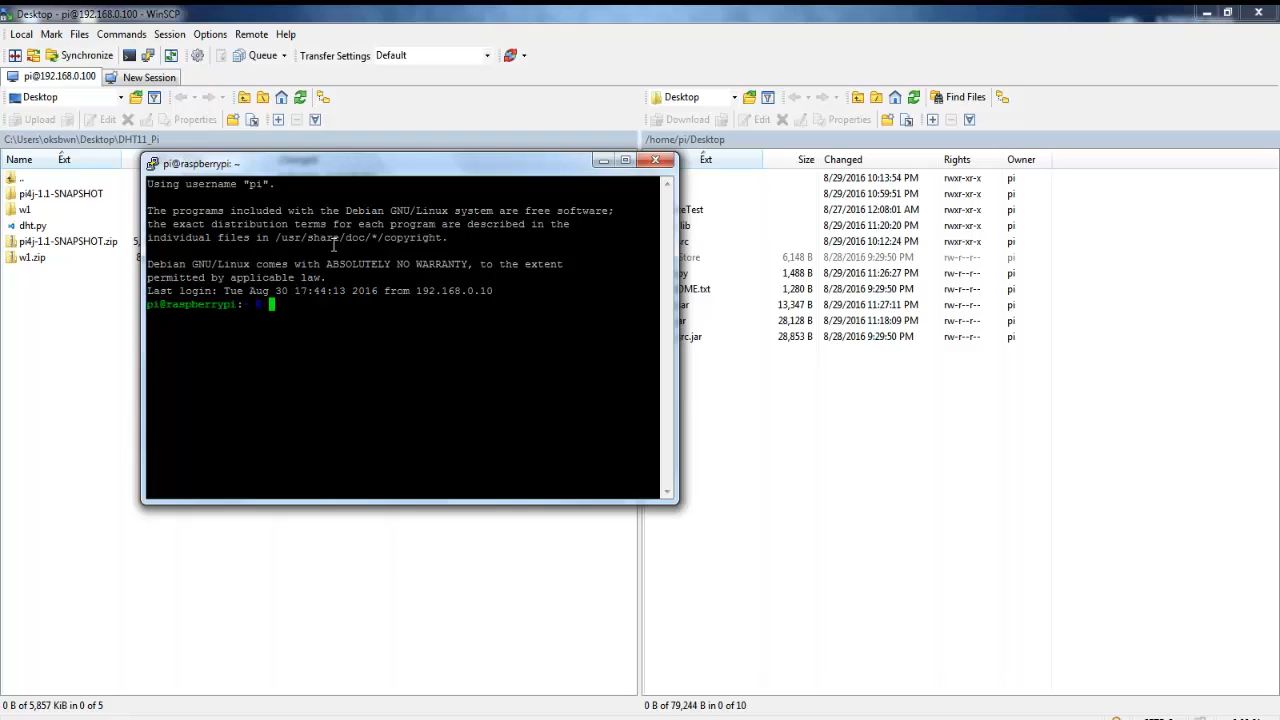 Desktop - pi@192.168.0.100 - WinSCP
Local Mark Files Commands Session Options Remote Help
Synchronize Queue Transfer Settings Default
pi@192.168.0.100 New Session
Desktop
Upload Edit Properties
C:\Users\oksbwn\Desktop\DHT11_Pi
Name Ext
..
pi4j-1.1-SNAPSHOT
w1
dht.py
pi4j-1.1-SNAPSHOT.zip
w1.zip
0 B of 5,857 KiB in 0 of 5
pi@raspberrypi: ~
Using username "pi".
The programs included with the Debian GNU/Linux system are free software;
the exact distribution terms for each program are described in the
individual files in /usr/share/doc/*/copyright.
Debian GNU/Linux comes with ABSOLUTELY NO WARRANTY, to the extent
permitted by applicable law.
Last login: Tue Aug 30 17:44:13 2016 from 192.168.0.10
pi@raspberrypi:~ $
Desktop Find Files
Download Edit Properties
/home/pi/Desktop
Ext Size Changed Rights Owner
8/29/2016 10:13:54 PM rwxr-xr-x pi
8/29/2016 10:59:51 PM rwxr-xr-x pi
eTest 8/27/2016 12:08:01 AM rwxr-xr-x pi
lib 8/29/2016 11:20:20 PM rwxr-xr-x pi
src 8/29/2016 10:12:24 PM rwxr-xr-x pi
Store 6,148 B 8/28/2016 9:29:50 PM rw-r--r-- pi
py 1,488 B 8/29/2016 11:26:27 PM rwxr-xr-x pi
OME.txt 1,280 B 8/28/2016 9:29:50 PM rw-r--r-- pi
ar 13,347 B 8/29/2016 11:27:11 PM rw-r--r-- pi
ar 28,128 B 8/29/2016 11:18:09 PM rw-r--r-- pi
rc.jar 28,853 B 8/28/2016 9:29:50 PM rw-r--r-- pi
0 B of 79,244 B in 0 of 10